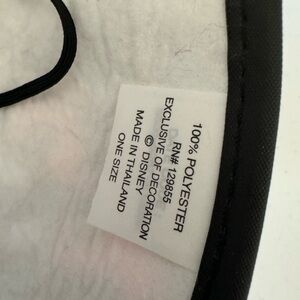 100% POLYESTER
RN# 129855
EXCLUSIVE OF DECORATION
© DISNEY
MADE IN THAILAND
ONE SIZE